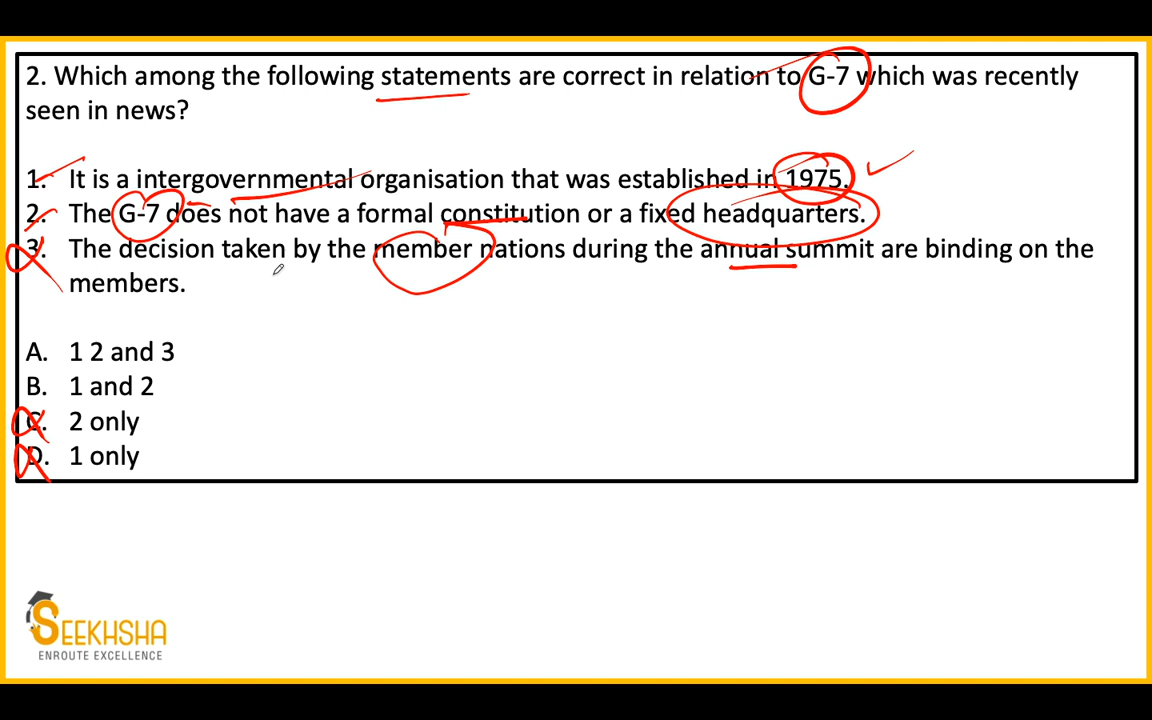 2. Which among the following statements are correct in relation to G-7 which was recently
seen in news?
1. It is a intergovernmental organisation that was established in 1975.
2. The G-7 does not have a formal constitution or a fixed headquarters.
3. The decision taken by the member nations during the annual summit are binding on the
members.
A. 1 2 and 3
B. 1 and 2
C. 2 only
D. 1 only
SEEKHSHA
ENROUTE EXCELLENCE